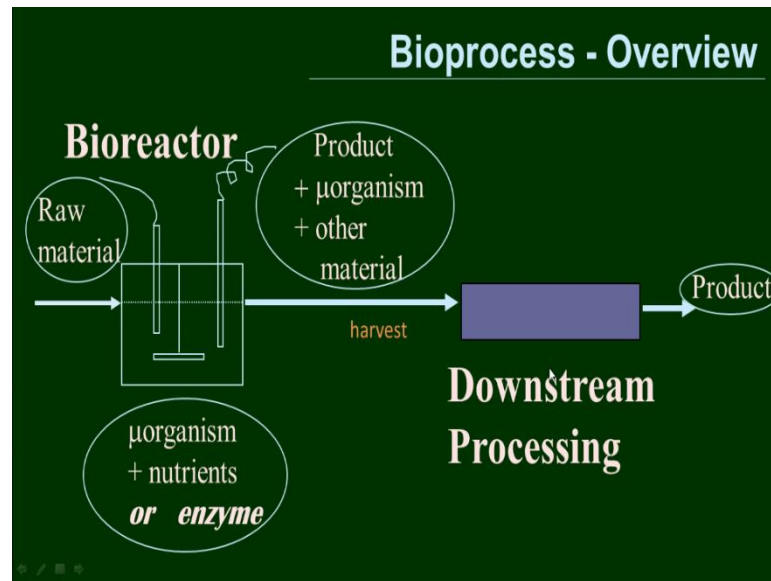 Bioprocess - Overview
Bioreactor
Raw
material
Product
+ μorganism
+ other
material
harvest
Product
Downstream
Processing
μorganism
+ nutrients
or enzyme